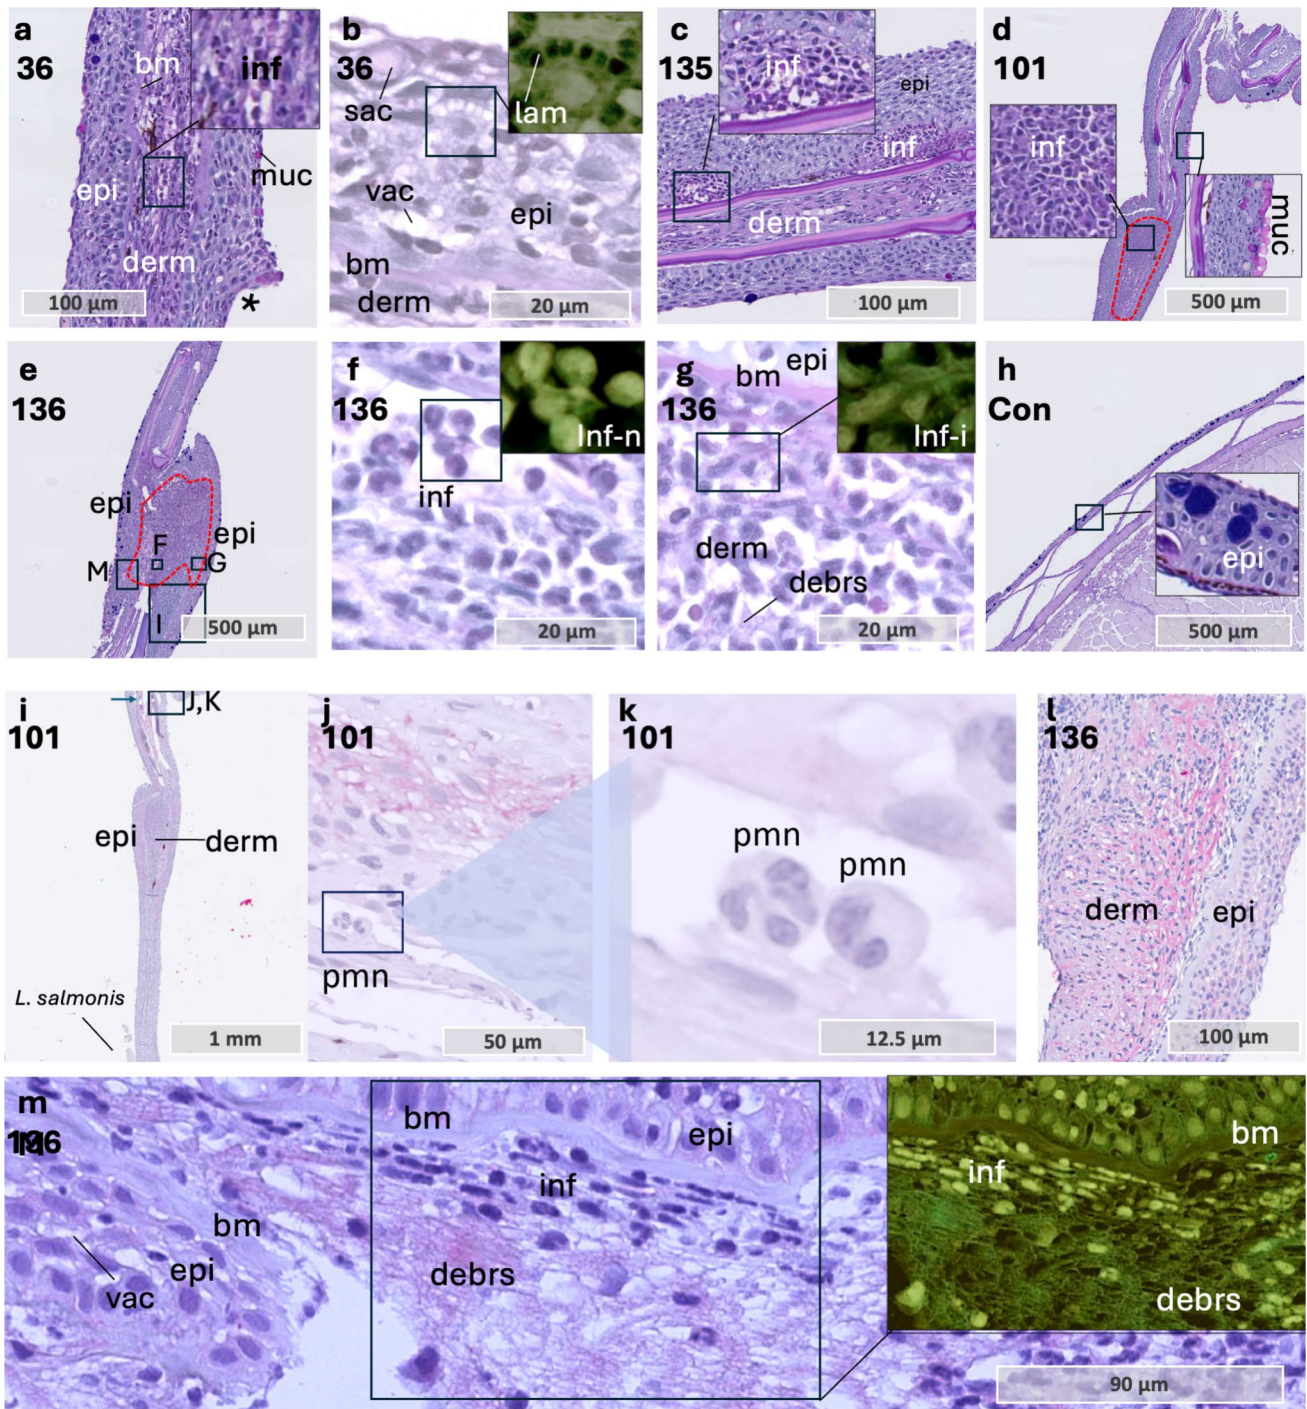 a
36
bm
inf
epi
muc
derm
*
100 µm
b
36
sac
lam
vac
epi
bm
derm
20 µm
c
135
inf
epi
inf
derm
100 µm
d
101
inf
muc
500 µm
e
136
epi
epi
F
M
G
I
500 µm
f
136
Inf-n
inf
20 µm
g
136
bm
epi
Inf-i
derm
debrs
20 µm
h
Con
epi
500 µm
i
101
J,K
epi
derm
L. salmonis
1 mm
j
101
pmn
50 µm
k
101
pmn
pmn
12.5 µm
l
136
derm
epi
100 µm
m
136
bm
epi
bm
inf
inf
bm
epi
debrs
vac
debrs
90 µm